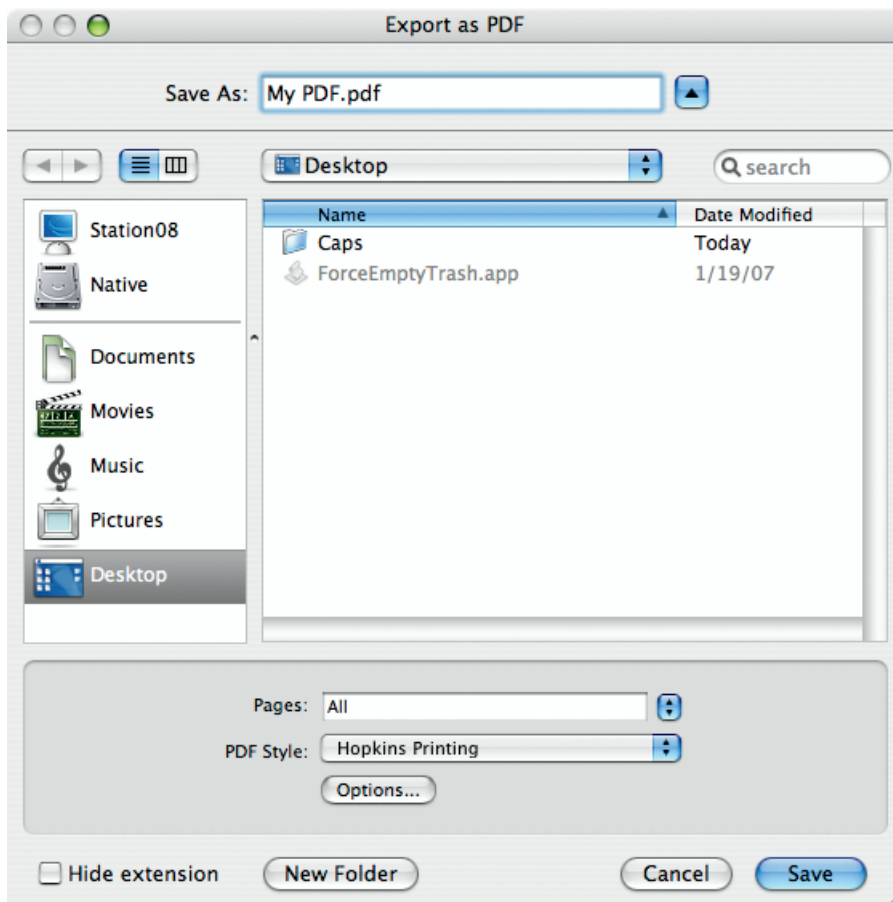 Export as PDF
Save As: My PDF.pdf
Desktop
search
Station08
Native
Documents
Movies
Music
Pictures
Desktop
Name Date Modified
Caps Today
ForceEmptyTrash.app 1/19/07
Pages: All
PDF Style: Hopkins Printing
Options...
Hide extension New Folder Cancel Save